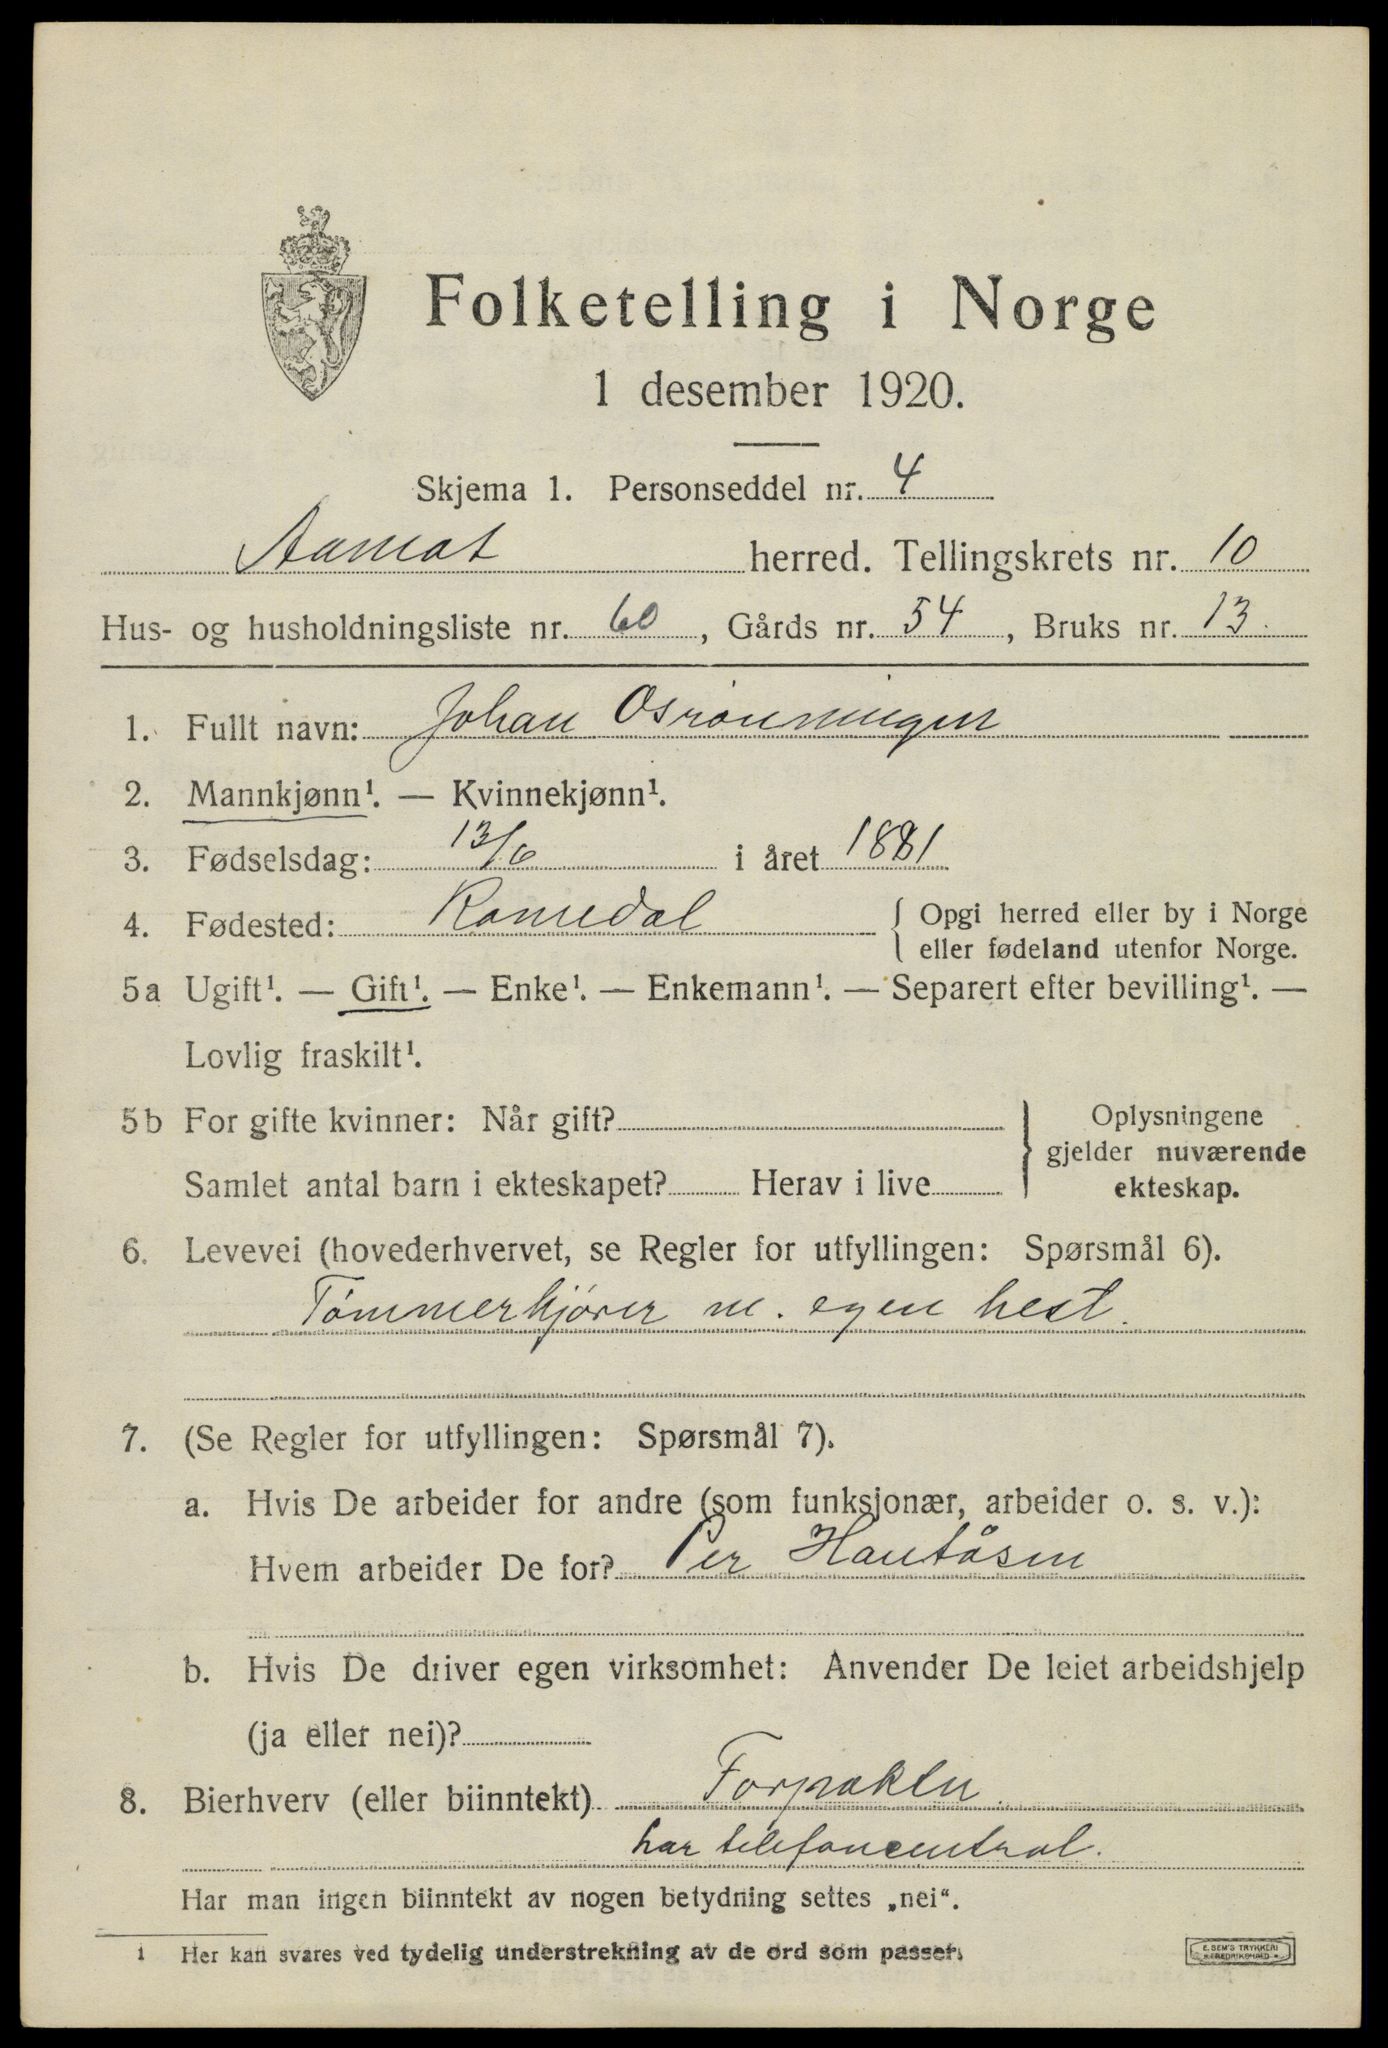 Folketelling i Norge
1 desember 1920.
Skjema 1. Personseddel nr. 4
Aamot herred. Tellingskrets nr. 10
Hus- og husholdningsliste nr. 60, Gårds nr. 54, Bruks nr. 13.
1. Fullt navn: Johan Osrønningen
2. Mannkjønn¹. — Kvinnekjønn¹.
3. Fødselsdag: 13/6 i året 1881
4. Fødested: Romedal { Opgi herred eller by i Norge
eller fødeland utenfor Norge.
5a Ugift¹. — Gift¹. — Enke¹. — Enkemann¹. — Separert efter bevilling¹. —
Lovlig fraskilt¹.
5b For gifte kvinner: Når gift? } Oplysningene
gjelder nuværende
Samlet antal barn i ekteskapet? Herav i live ekteskap.
6. Levevei (hovederhvervet, se Regler for utfyllingen: Spørsmål 6).
Tømmerkjører m. egen hest.
7. (Se Regler for utfyllingen: Spørsmål 7).
a. Hvis De arbeider for andre (som funksjonær, arbeider o. s. v.):
Hvem arbeider De for? Per Hantåsen
b. Hvis De driver egen virksomhet: Anvender De leiet arbeidshjelp
(ja eller nei)?
8. Bierhverv (eller biinntekt) Forpakter
har telefoncentral.
Har man ingen biinntekt av nogen betydning settes „nei“.
1 Her kan svares ved tydelig understrekning av de ord som passer.
E. SEM'S TRYKKERI
FREDRIKSHALD